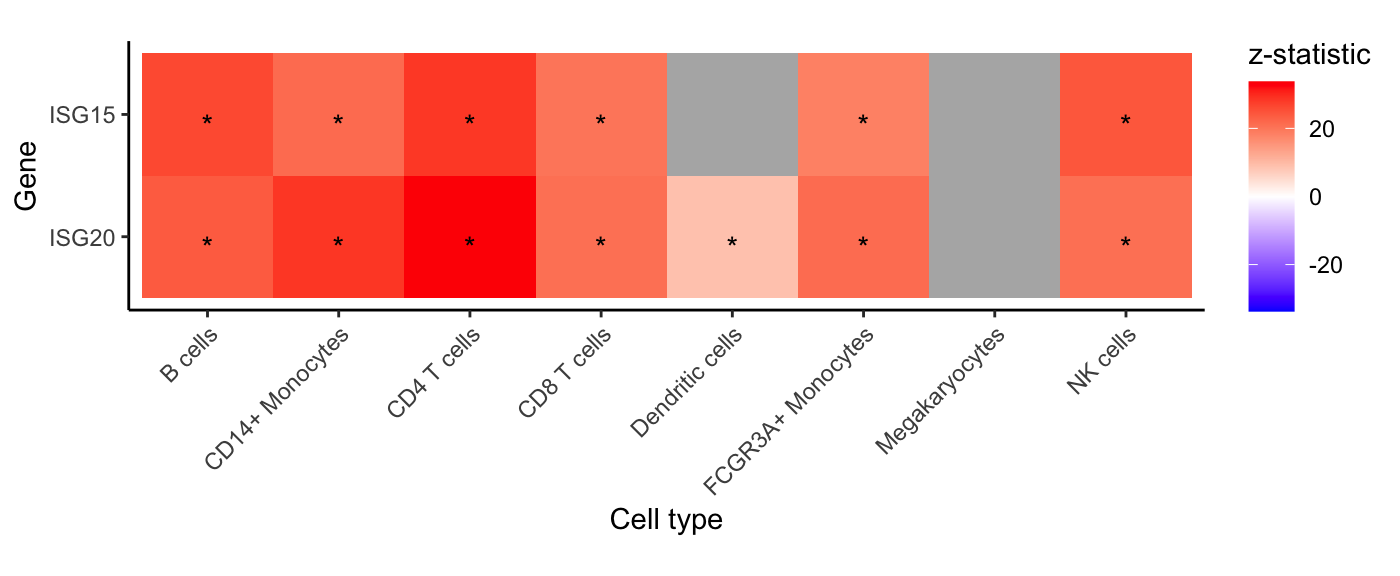 z-statistic
ISG15
* * * * * *
20
Gene
0
ISG20
* * * * * * *
-20
B cells
CD14+ Monocytes
CD4 T cells
CD8 T cells
Dendritic cells
FCGR3A+ Monocytes
Megakaryocytes
NK cells
Cell type